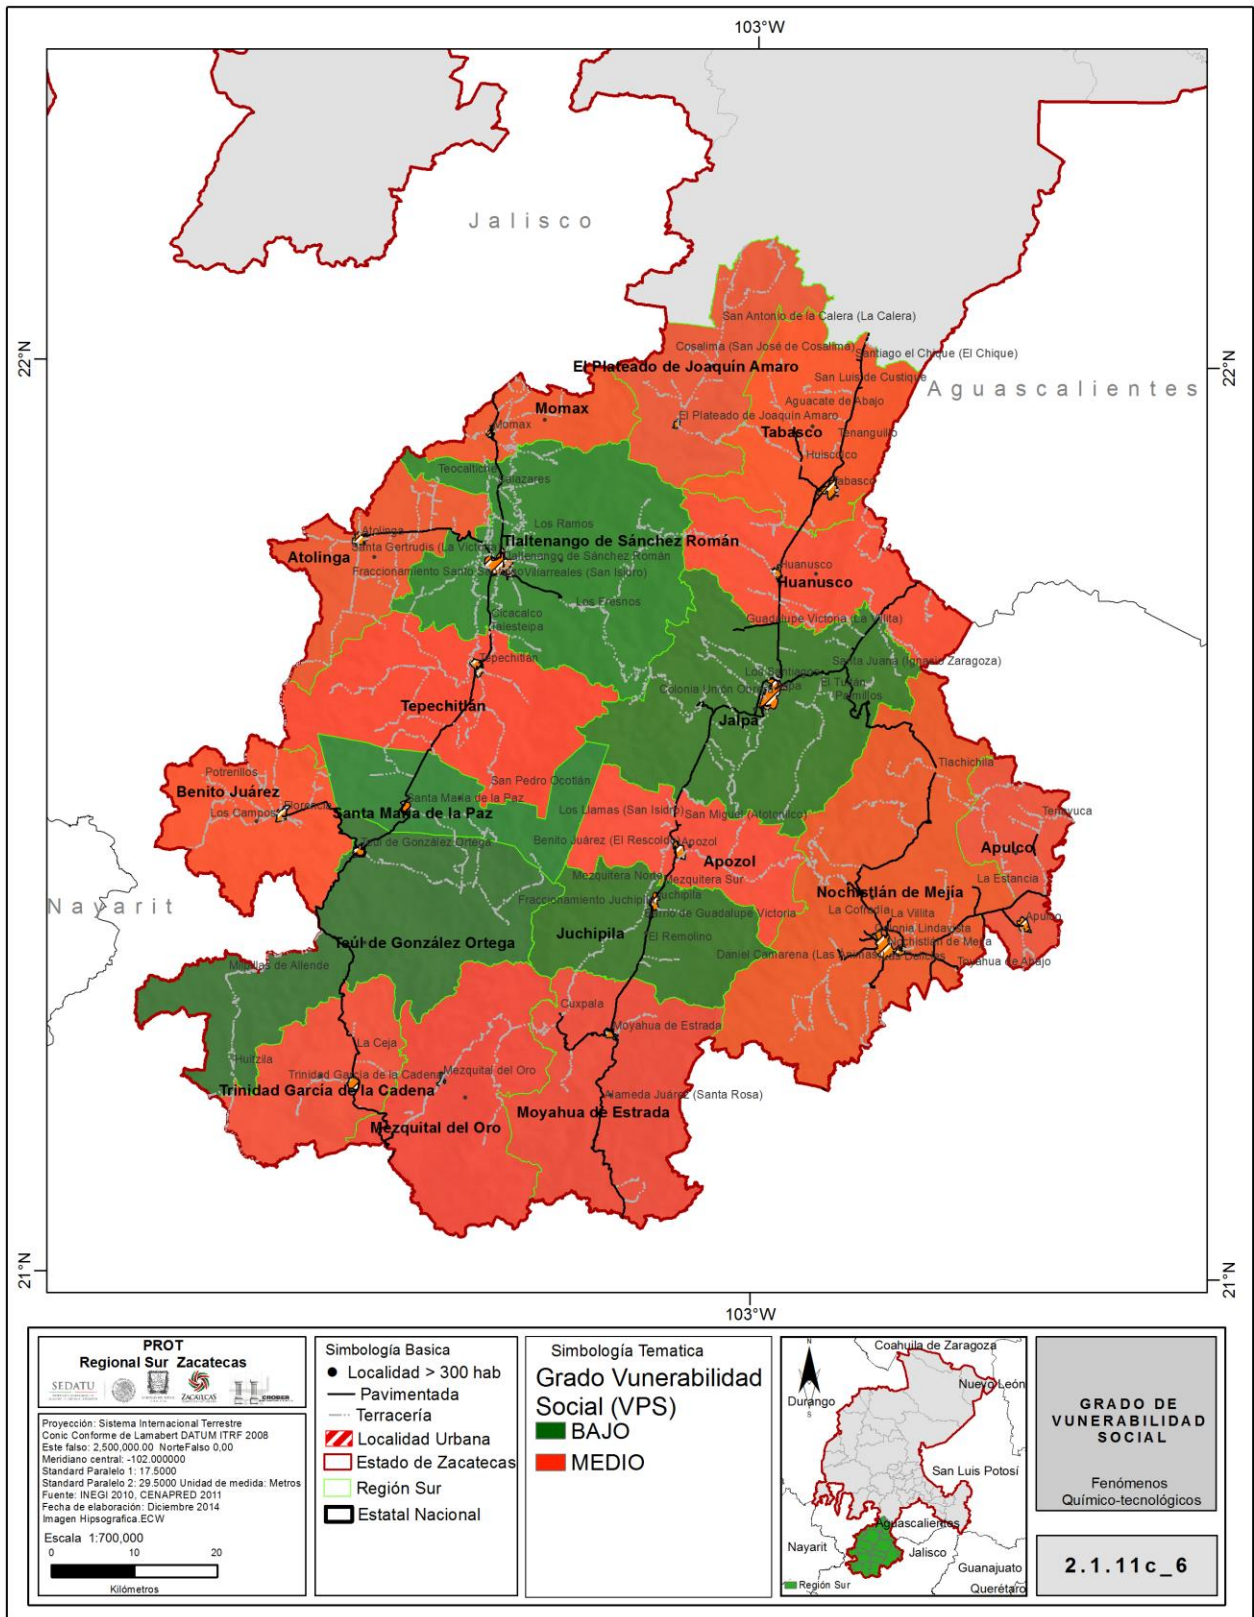 103°W
Jalisco
22°N
22°N
Aguascalientes
San Antonio de la Calera (La Calera)
Cosalima (San José de Cosalima)
Santiago el Chique (El Chique)
El Plateado de Joaquín Amaro
San Luis de Custique
Aguacate de Abajo
Momax
El Plateado de Joaquín Amaro
Momax
Tabasco
Tenanguillo
Huiscolco
Teocaltiche
Tabasco
Los Ramos
Atolinga
Tlaltenango de Sánchez Román
Santa Gertrudis (La Victoria)
Tlaltenango de Sánchez Román
Atolinga
Huanusco
Fraccionamiento Santo Santiago
Villarreales (San Isidro)
Huanusco
Los Fresnos
Cicacalco
Guadalupe Victoria (La Villita)
Talesteipa
Tepechitlán
Santa Juana (Ignacio Zaragoza)
Los Santiagos
El Tuitán
Palmillos
Tepechitlán
Jalpa
Tlachichila
Potrerillos
San Pedro Ocotlán
Benito Juárez
Florencia
Santa María de la Paz
Los Campos
Santa María de la Paz
Los Llamas (San Isidro)
San Miguel (Atotonilco)
Tenayuca
Teúl de González Ortega
Benito Juárez (El Rescoldo)
Apozol
Apozol
Apulco
Mezquitera Norte
Mezquitera Sur
La Estancia
Nochistlán de Mejía
Nayarit
Fraccionamiento Juchipila
Juchipila
La Cofradía
La Villita
Barrio de Guadalupe Victoria
Apulco
Colonia Lindavista
Juchipila
El Remolino
Teúl de González Ortega
Nochistlán de Mejía
Toyahua de Abajo
Milpillas de Allende
Cuxpala
Moyahua de Estrada
La Ceja
Huitzila
Trinidad García de la Cadena
Mezquital del Oro
Trinidad García de la Cadena
Alameda Juárez (Santa Rosa)
Moyahua de Estrada
Mezquital del Oro
21°N
21°N
103°W
PROT
Regional Sur Zacatecas
SEDATU
ZACATECAS
Proyección: Sistema Internacional Terrestre
Conic Conforme de Lamabert DATUM ITRF 2008
Este falso: 2,500,000.00 NorteFalso 0,00
Meridiano central: -102.000000
Standard Paralelo 1: 17.5000
Standard Paralelo 2: 29.5000 Unidad de medida: Metros
Fuente: INEGI 2010, CENAPRED 2011
Fecha de elaboración: Diciembre 2014
Imagen Hipsografica.ECW
Escala 1:700,000
0 10 20
Kilómetros
Simbología Basica
Localidad > 300 hab
Pavimentada
Terracería
Localidad Urbana
Estado de Zacatecas
Región Sur
Estatal Nacional
Simbología Tematica
Grado Vunerabilidad
Social (VPS)
BAJO
MEDIO
N
Coahuila de Zaragoza
Nuevo León
Durango
San Luis Potosí
Aguascalientes
Nayarit
Jalisco
Guanajuato
Región Sur
Querétaro
GRADO DE
VUNERABILIDAD
SOCIAL
Fenómenos
Químico-tecnológicos
2.1.11c_6